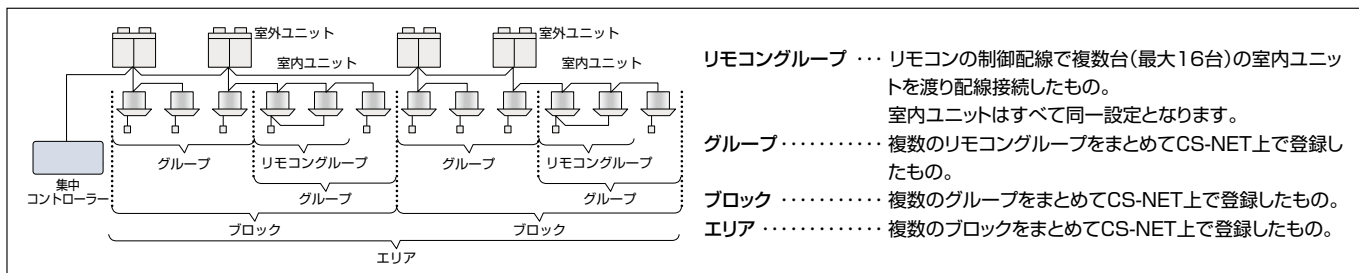 室外ユニット
室外ユニット
室内ユニット
室内ユニット
グループ
リモコングループ
グループ
リモコングループ
集中
コントローラー
グループ
グループ
ブロック
ブロック
エリア
リモコングループ ･･･ リモコンの制御配線で複数台(最大16台)の室内ユニッ
トを渡り配線接続したもの。
室内ユニットはすべて同一設定となります。
グループ ･･･････････ 複数のリモコングループをまとめてCS-NET上で登録し
たもの。
ブロック ･･･････････ 複数のグループをまとめてCS-NET上で登録したもの。
エリア ･････････････ 複数のブロックをまとめてCS-NET上で登録したもの。